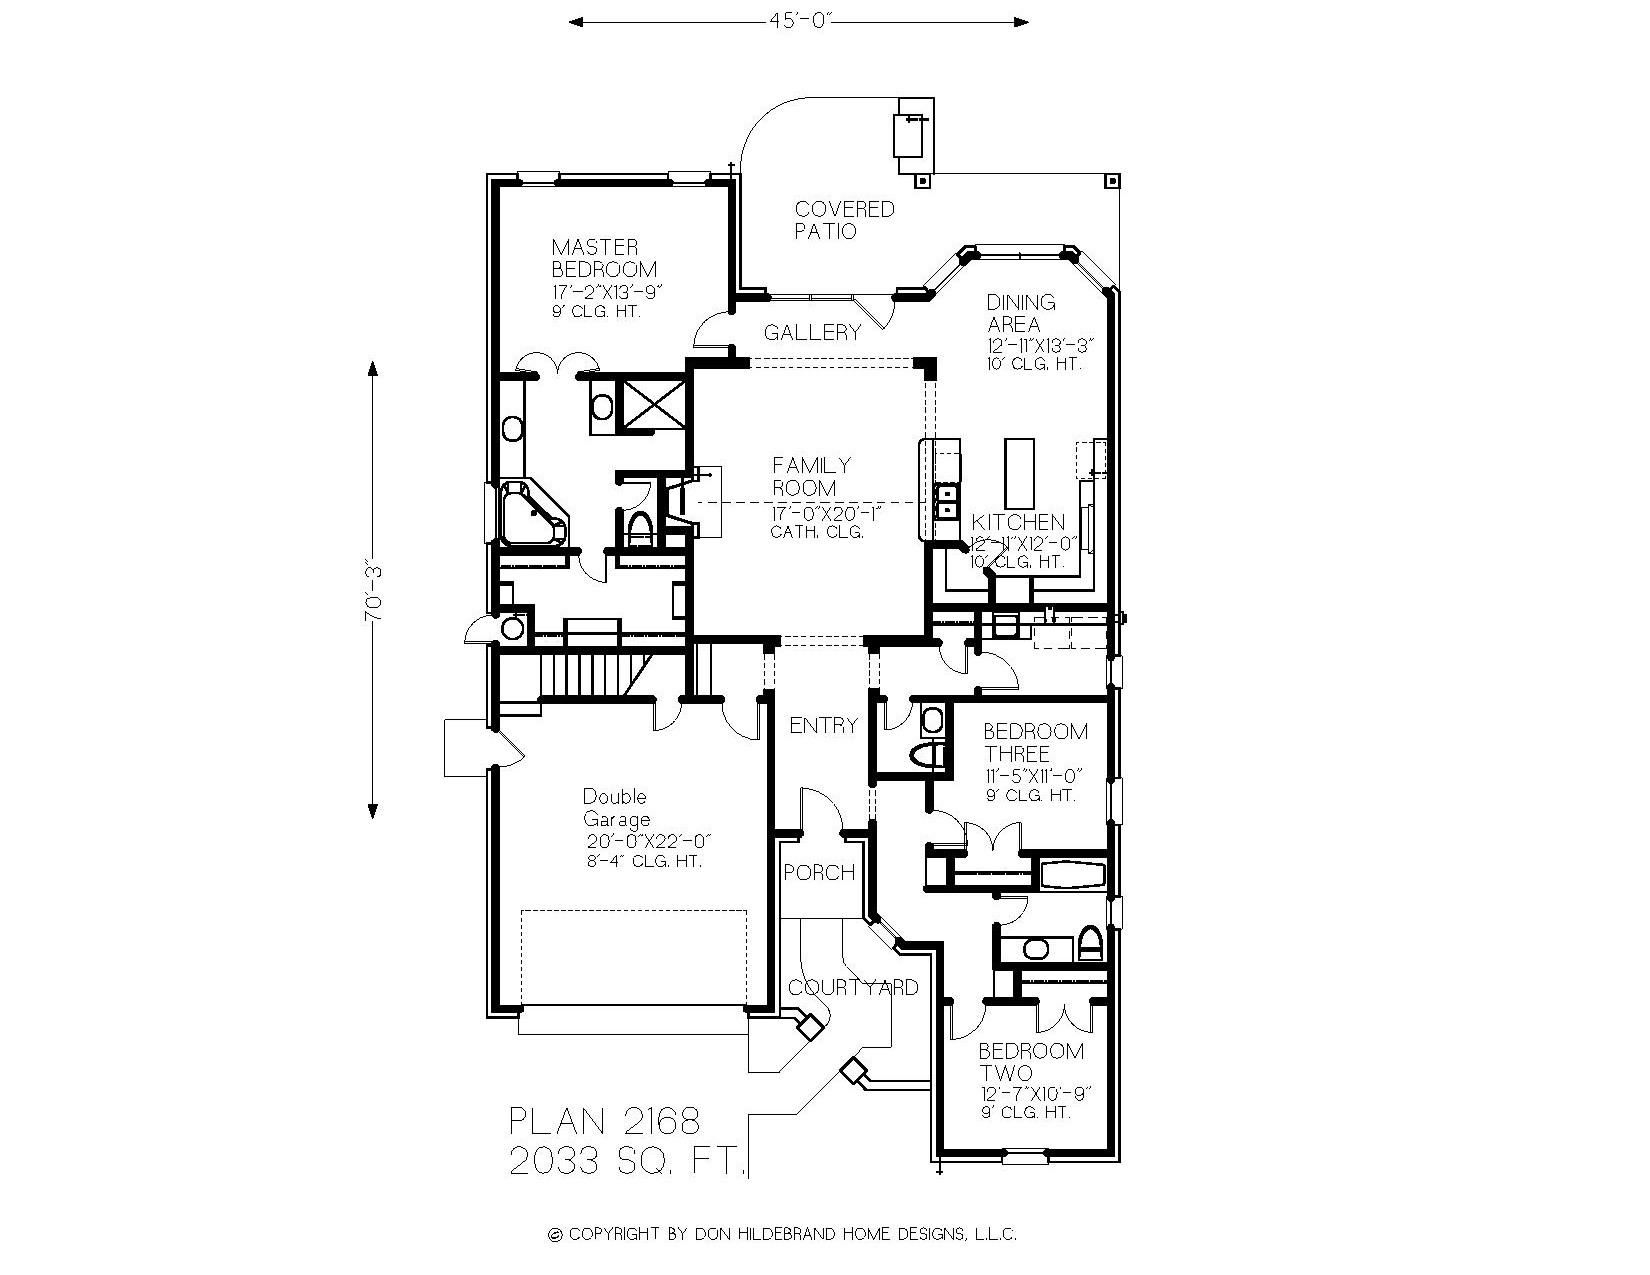 45'-0"
COVERED
PATIO
MASTER
BEDROOM
17'-2"X13'-9"
9' CLG. HT.
GALLERY
DINING
AREA
12'-11"X13'-3"
10' CLG. HT.
FAMILY
ROOM
17'-0"X20'-1"
CATH. CLG.
KITCHEN
12'-11"X12'-0"
10' CLG. HT.
70'-3"
ENTRY
BEDROOM
THREE
11'-5"X11'-0"
9' CLG. HT.
Double
Garage
20'-0"X22'-0"
8'-4" CLG. HT.
PORCH
COURTYARD
BEDROOM
TWO
12'-7"X10'-9"
9' CLG. HT.
PLAN 2168
2033 SQ. FT.
© COPYRIGHT BY DON HILDEBRAND HOME DESIGNS, L.L.C.